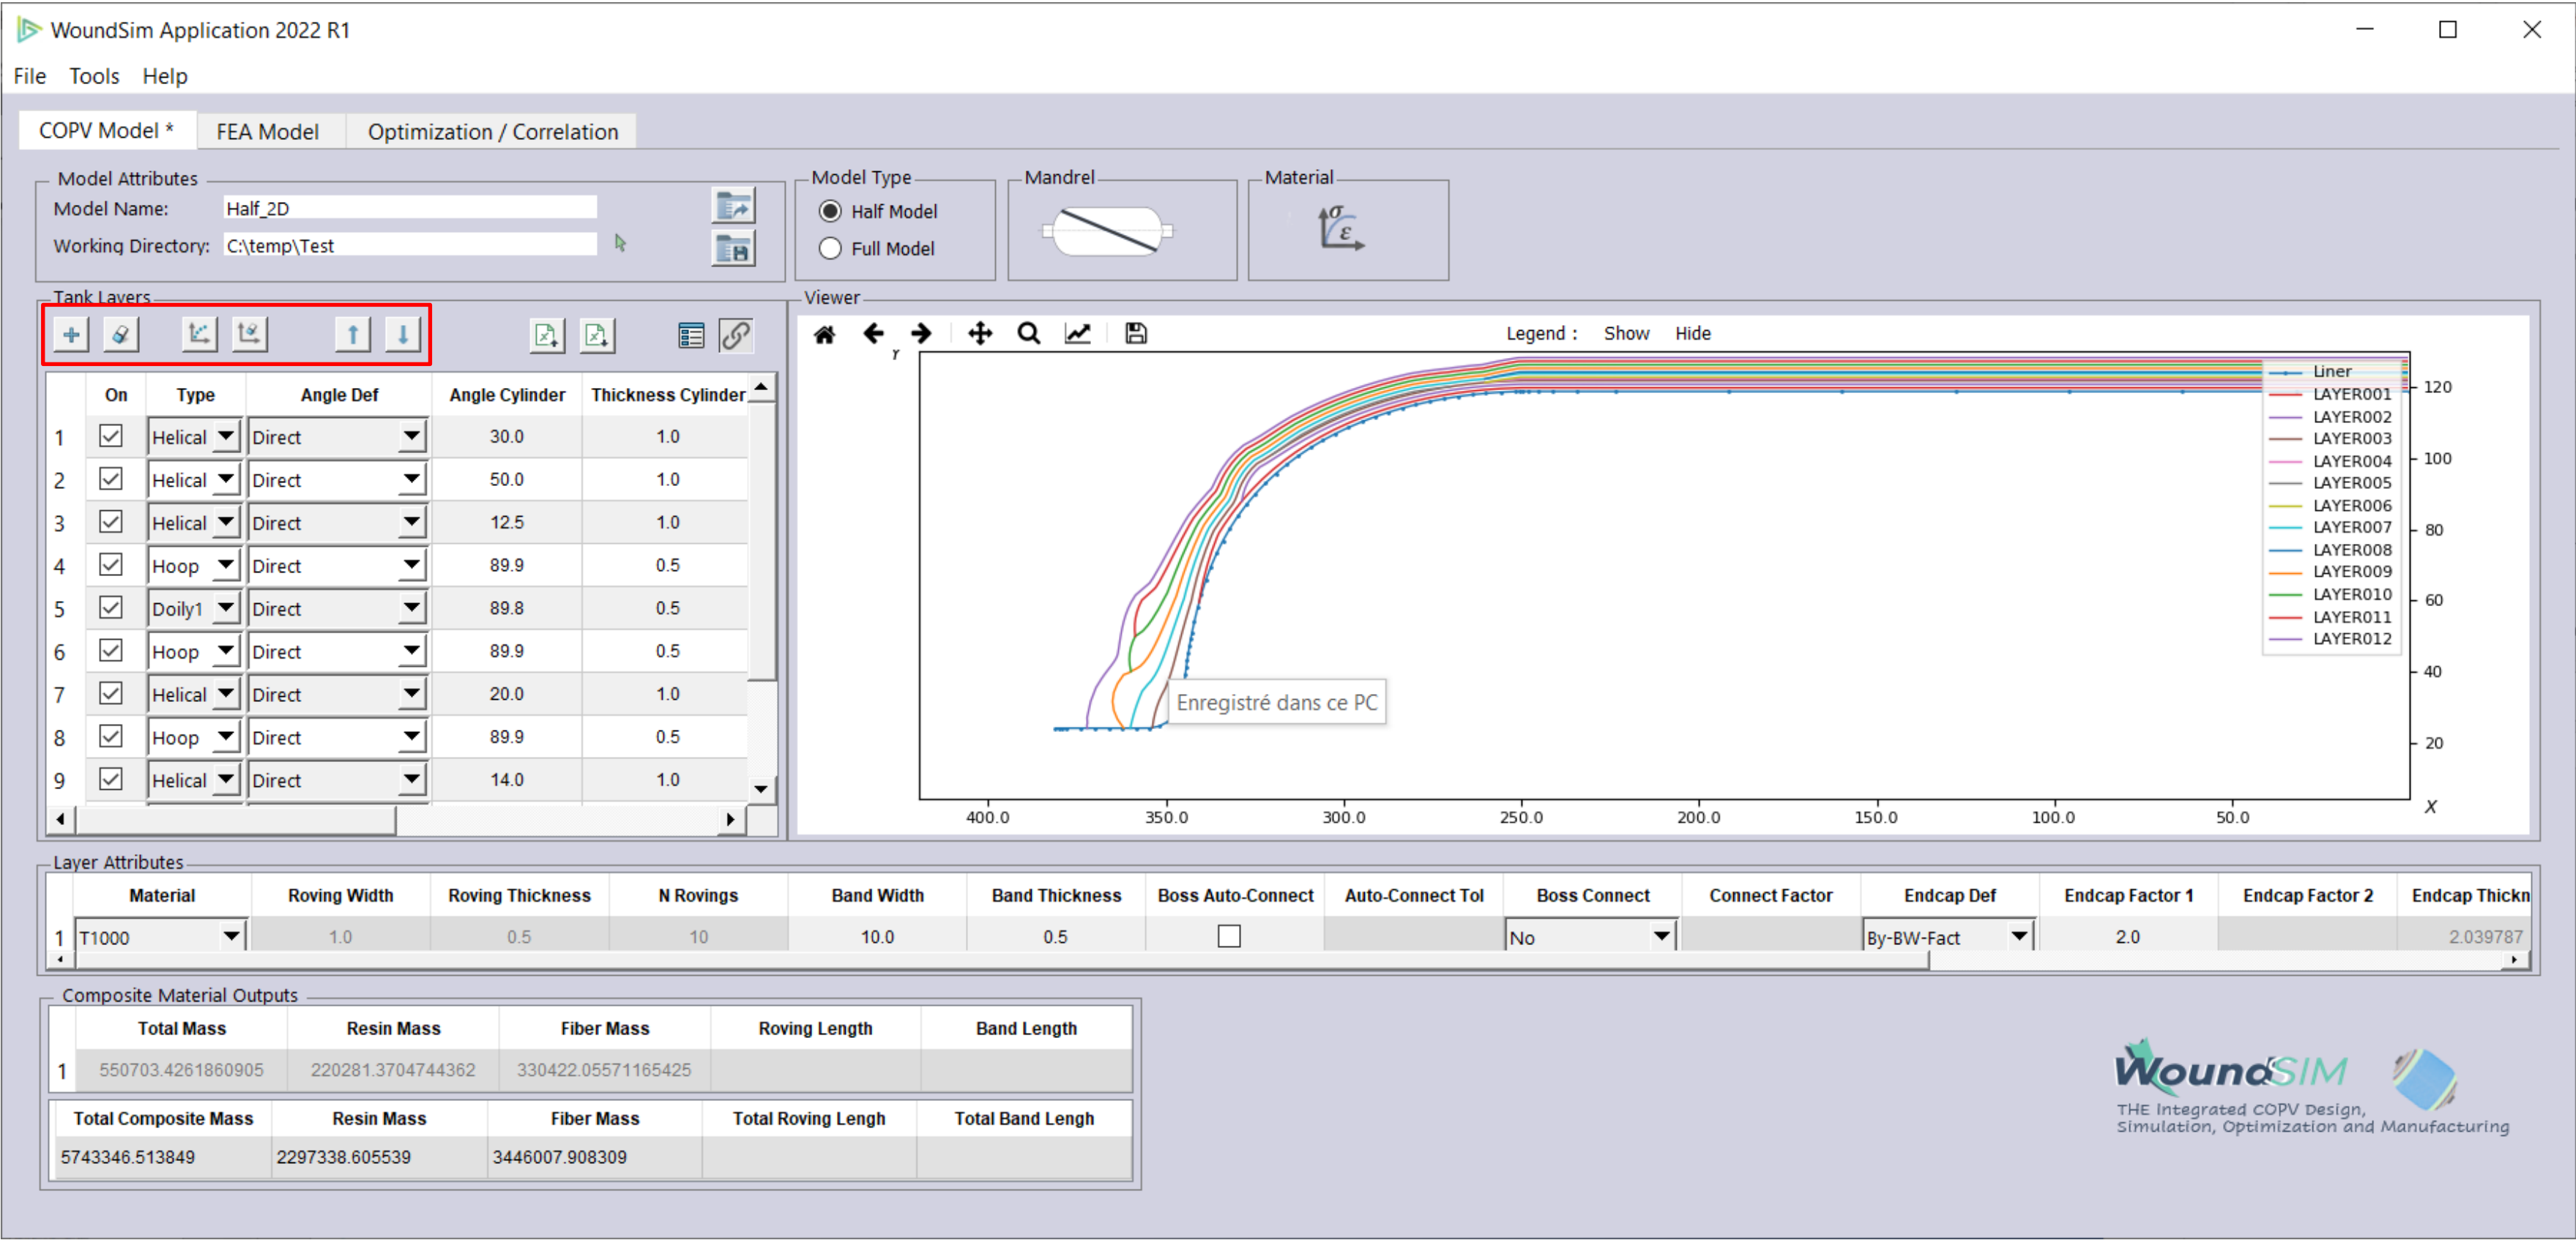 WoundSim Application 2022 R1
File Tools Help
COPV Model * FEA Model Optimization / Correlation
Model Attributes
Model Name: Half_2D
Working Directory: C:\temp\Test
Model Type
Half Model
Full Model
Mandrel
Material
σ
ε
Tank Layers
On Type Angle Def Angle Cylinder Thickness Cylinder
1 Helical Direct 30.0 1.0
2 Helical Direct 50.0 1.0
3 Helical Direct 12.5 1.0
4 Hoop Direct 89.9 0.5
5 Doily1 Direct 89.8 0.5
6 Hoop Direct 89.9 0.5
7 Helical Direct 20.0 1.0
8 Hoop Direct 89.9 0.5
9 Helical Direct 14.0 1.0
Viewer
Legend : Show Hide
Y
Liner
LAYER001
LAYER002
LAYER003
LAYER004
LAYER005
LAYER006
LAYER007
LAYER008
LAYER009
LAYER010
LAYER011
LAYER012
120
100
80
60
40
20
Enregistré dans ce PC
X
400.0 350.0 300.0 250.0 200.0 150.0 100.0 50.0
Layer Attributes
Material Roving Width Roving Thickness N Rovings Band Width Band Thickness Boss Auto-Connect Auto-Connect Tol Boss Connect Connect Factor Endcap Def Endcap Factor 1 Endcap Factor 2 Endcap Thickn
1 T1000 1.0 0.5 10 10.0 0.5 No By-BW-Fact 2.0 2.039787
Composite Material Outputs
Total Mass Resin Mass Fiber Mass Roving Length Band Length
1 550703.4261860905 220281.3704744362 330422.05571165425
Total Composite Mass Resin Mass Fiber Mass Total Roving Lengh Total Band Lengh
5743346.513849 2297338.605539 3446007.908309
WoundSIM
THE Integrated COPV Design,
Simulation, Optimization and Manufacturing